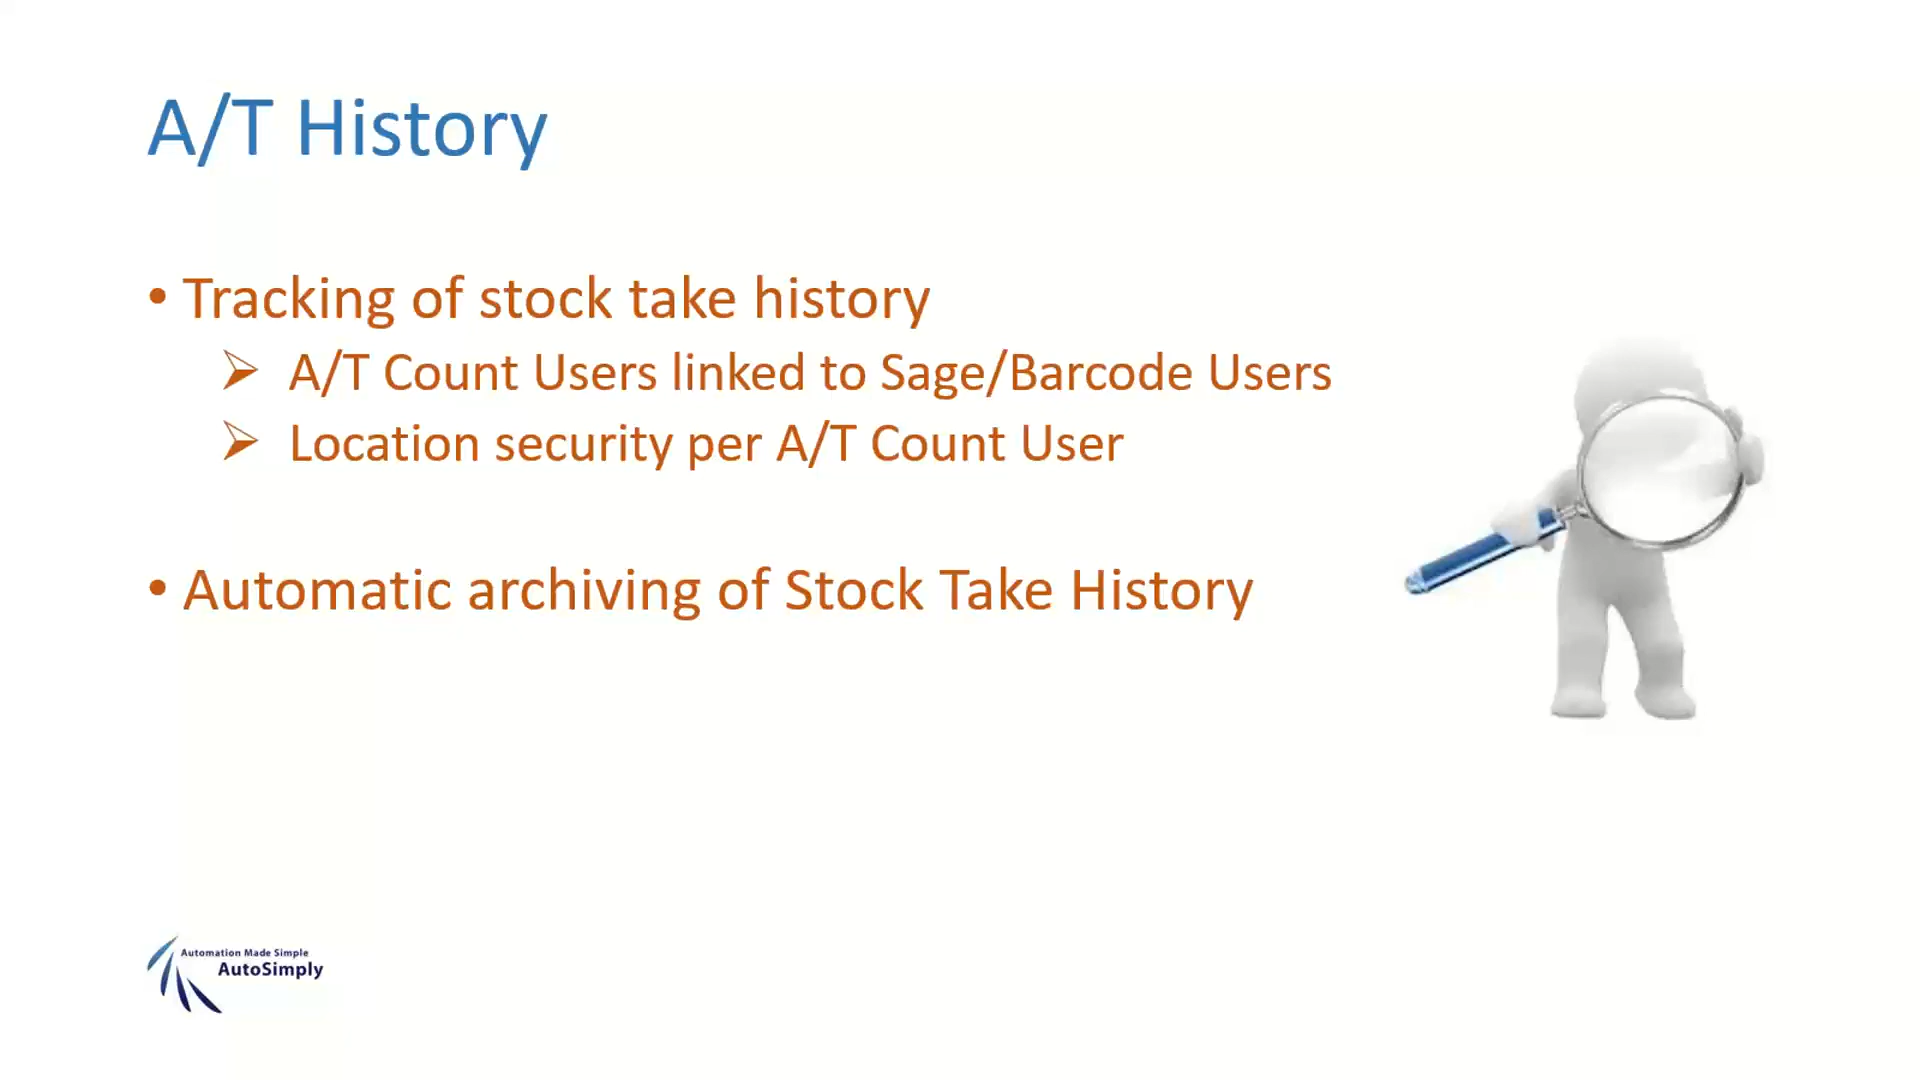 A/T History
• Tracking of stock take history
➢ A/T Count Users linked to Sage/Barcode Users
➢ Location security per A/T Count User
• Automatic archiving of Stock Take History
Automation Made Simple
AutoSimply